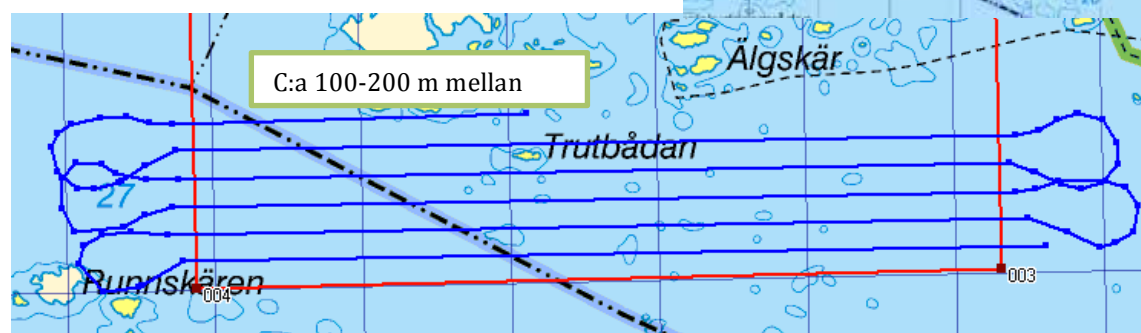 C:a 100-200 m mellan
Älgskär
Trutbådan
27
Runnskären
004
003